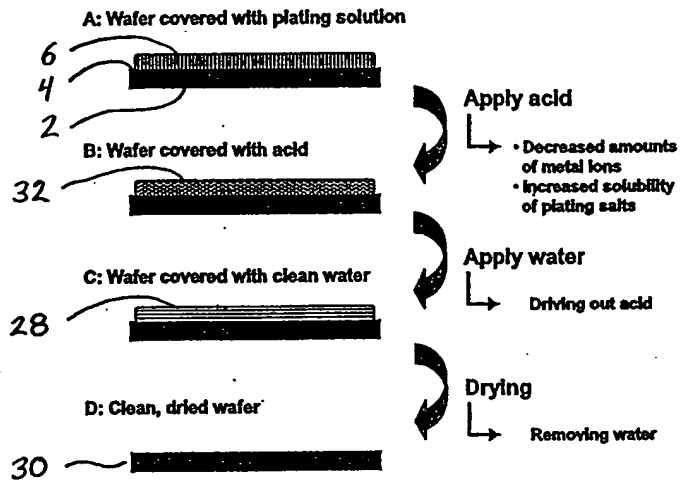 A: Wafer covered with plating solution
6
4
2
Apply acid
• Decreased amounts
of metal ions
• Increased solubility
of plating salts
B: Wafer covered with acid
32
Apply water
Driving out acid
C: Wafer covered with clean water
28
Drying
Removing water
D: Clean, dried wafer
30